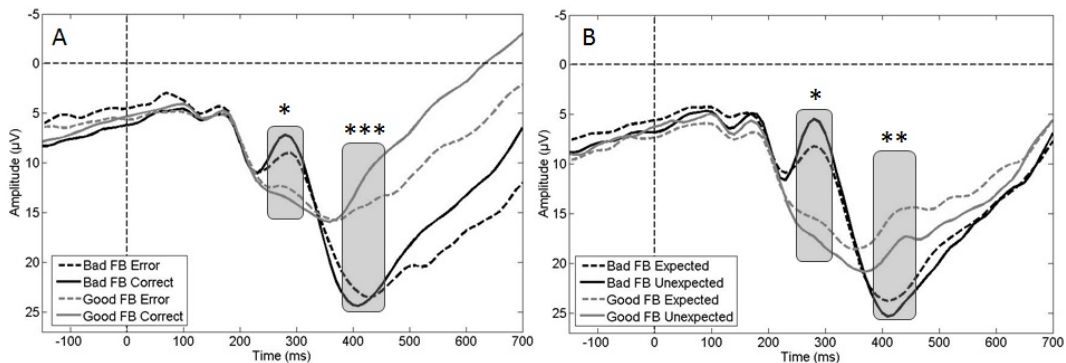 A
-5
0
5
10
15
20
25
Amplitude (µV)
*
***
Bad FB Error
Bad FB Correct
Good FB Error
Good FB Correct
-100 0 100 200 300 400 500 600 700
Time (ms)
B
-5
0
5
10
15
20
25
Amplitude (µV)
*
**
Bad FB Expected
Bad FB Unexpected
Good FB Expected
Good FB Unexpected
-100 0 100 200 300 400 500 600 700
Time (ms)